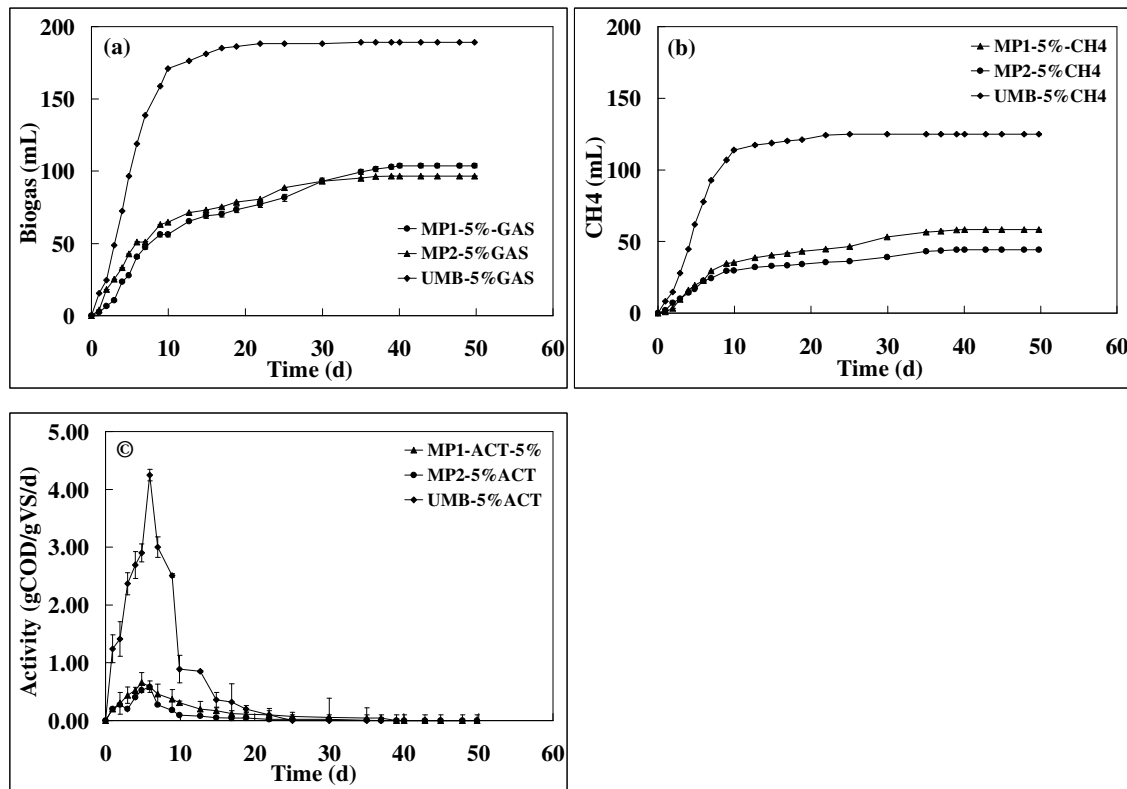 (a)
200
150
100
50
0
Biogas (mL)
MP1-5%-GAS
MP2-5%GAS
UMB-5%GAS
0 10 20 30 40 50 60
Time (d)
(b)
200
150
100
50
0
CH4 (mL)
MP1-5%-CH4
MP2-5%CH4
UMB-5%CH4
0 10 20 30 40 50 60
Time (d)
©
5.00
4.00
3.00
2.00
1.00
0.00
Activity (gCOD/gVS/d)
MP1-ACT-5%
MP2-5%ACT
UMB-5%ACT
0 10 20 30 40 50 60
Time (d)